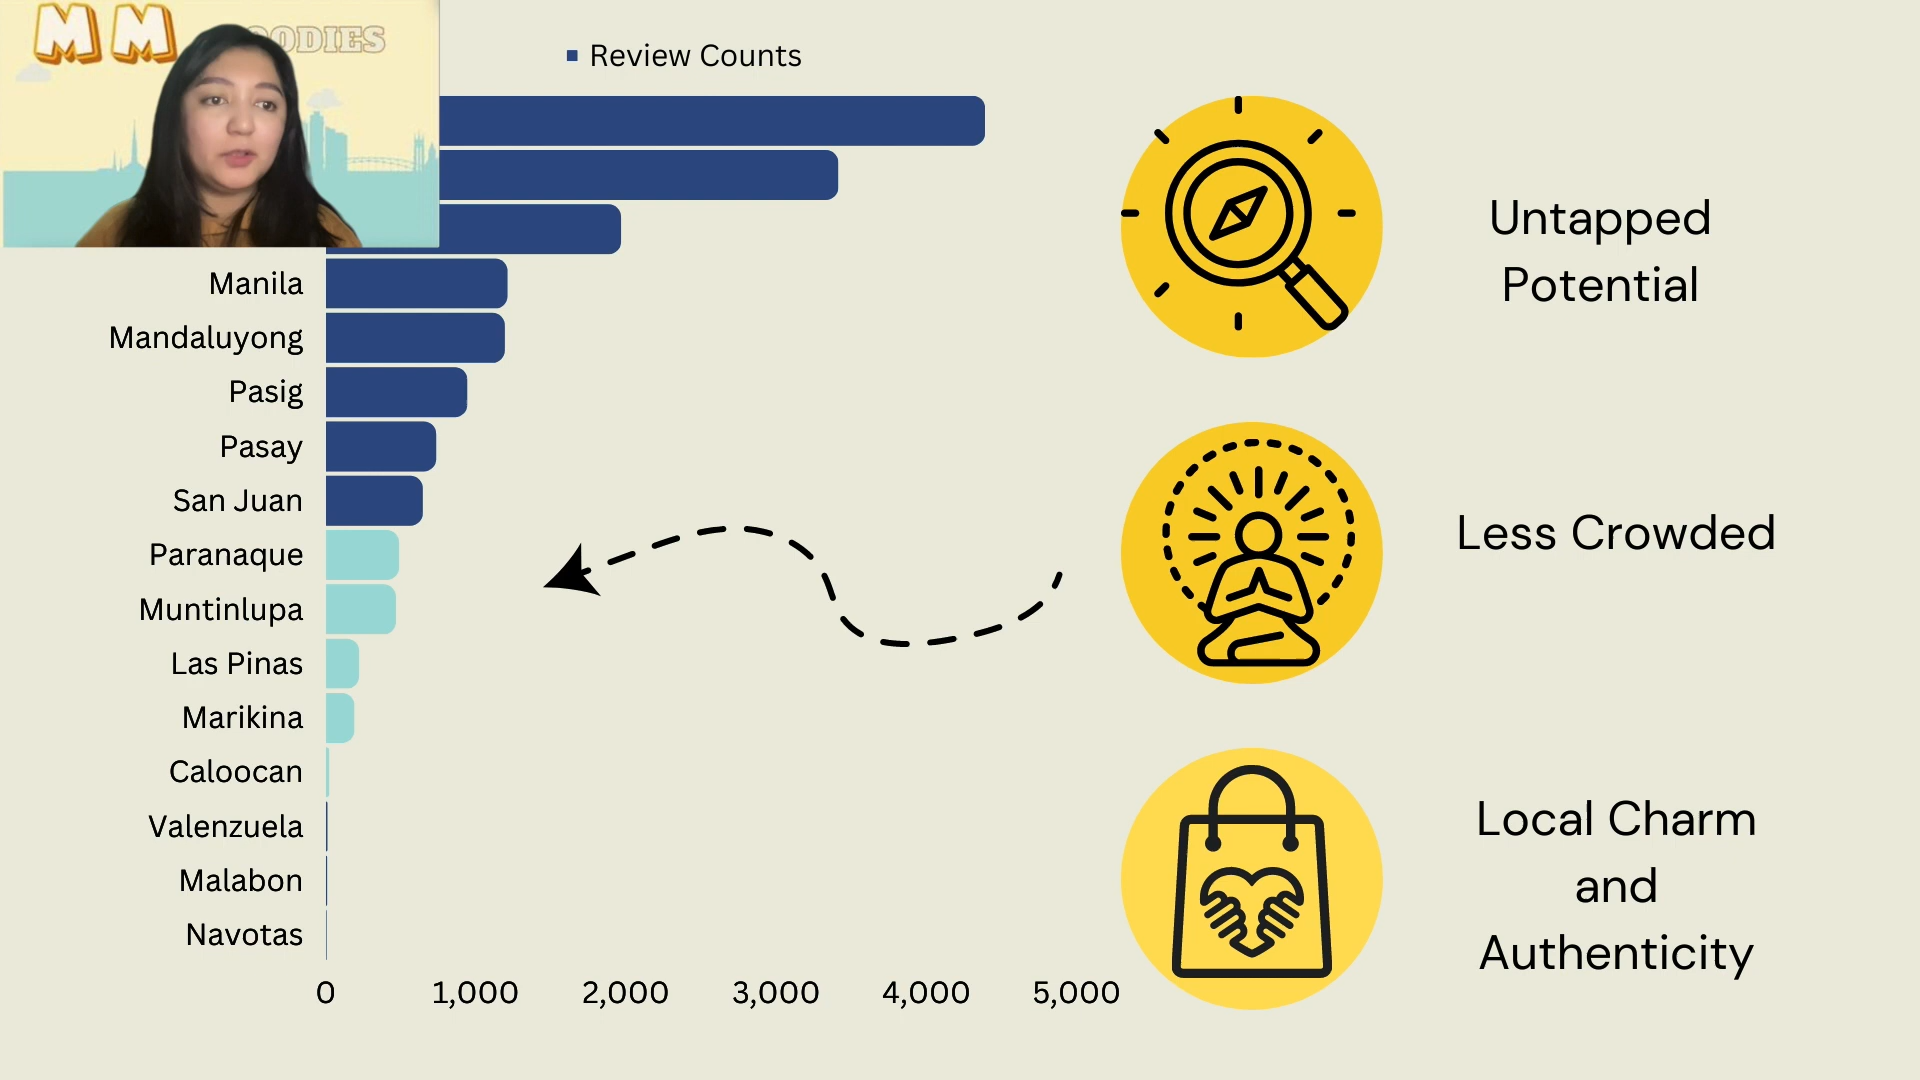 MM
OODIES
Review Counts
Manila
Mandaluyong
Pasig
Pasay
San Juan
Paranaque
Muntinlupa
Las Pinas
Marikina
Caloocan
Valenzuela
Malabon
Navotas
0 1,000 2,000 3,000 4,000 5,000
Untapped
Potential
Less Crowded
Local Charm
and
Authenticity